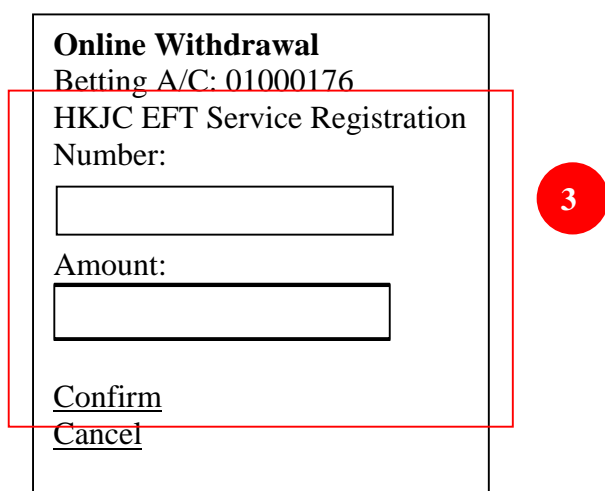 Online Withdrawal
Betting A/C: 01000176
HKJC EFT Service Registration
Number:
3
Amount:
Confirm
Cancel